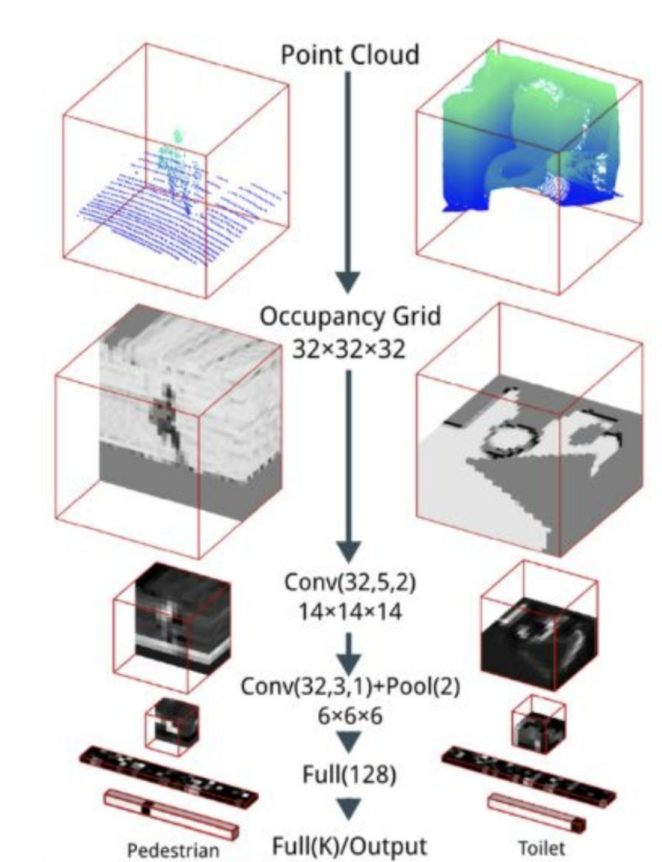 Point Cloud
Occupancy Grid
32×32×32
Conv(32,5,2)
14×14×14
Conv(32,3,1)+Pool(2)
6×6×6
Full(128)
Full(K)/Output
Pedestrian
Toilet